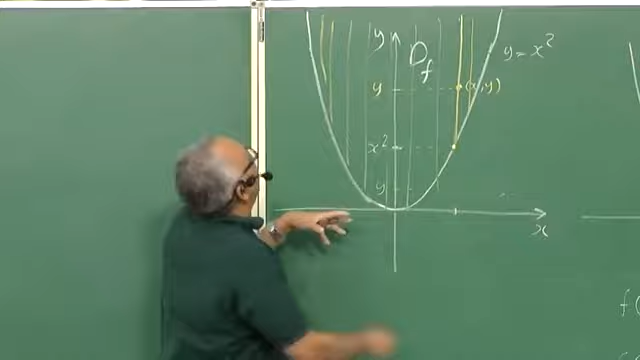 y
D_f
y = x²
y
(x, y)
x²
y
x
f(